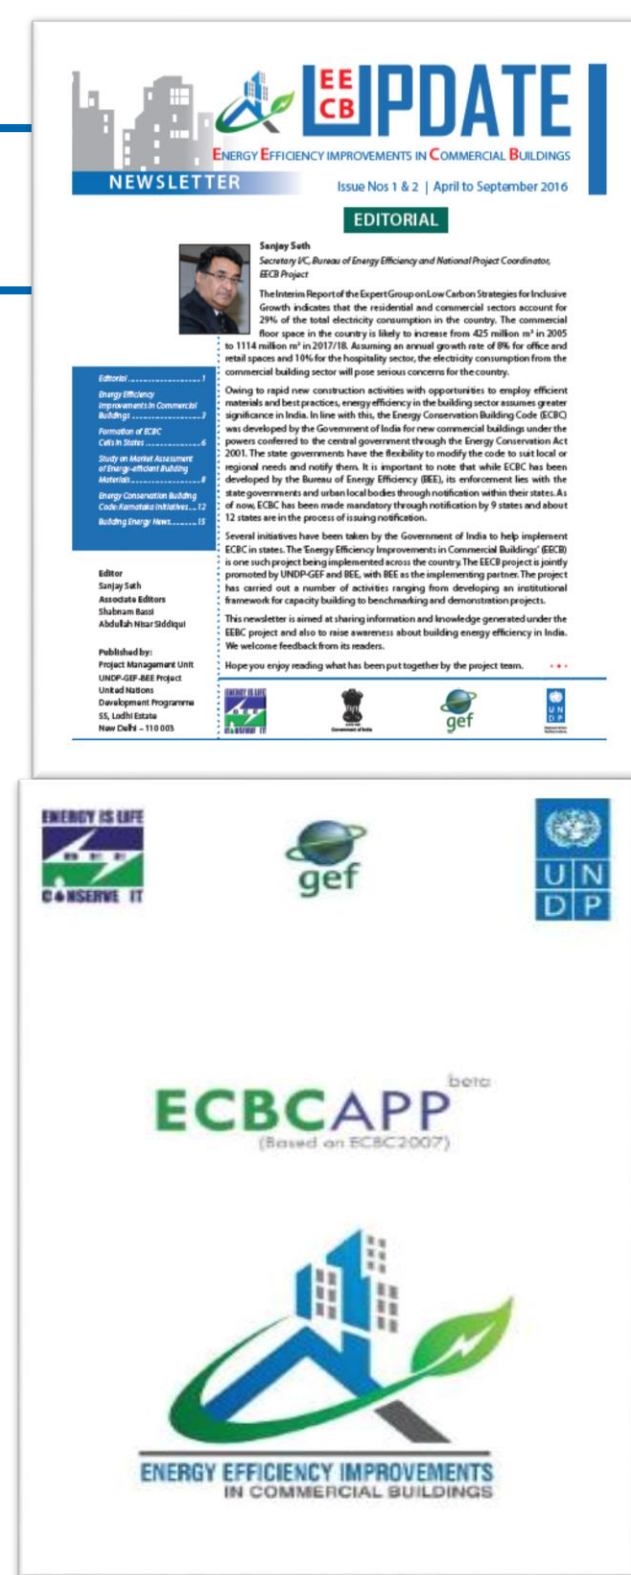 EE
CB
UPDATE
ENERGY EFFICIENCY IMPROVEMENTS IN COMMERCIAL BUILDINGS
NEWSLETTER
Issue Nos 1 & 2 | April to September 2016
EDITORIAL
Sanjay Seth
Secretary I/C, Bureau of Energy Efficiency and National Project Coordinator,
EECB Project
The Interim Report of the Expert Group on Low Carbon Strategies for Inclusive
Growth indicates that the residential and commercial sectors account for
29% of the total electricity consumption in the country. The commercial
floor space in the country is likely to increase from 425 million m² in 2005
to 1114 million m² in 2017/18. Assuming an annual growth rate of 8% for office and
retail spaces and 10% for the hospitality sector, the electricity consumption from the
commercial building sector will pose serious concerns for the country.
Owing to rapid new construction activities with opportunities to employ efficient
materials and best practices, energy efficiency in the building sector assumes greater
significance in India. In line with this, the Energy Conservation Building Code (ECBC)
was developed by the Government of India for new commercial buildings under the
powers conferred to the central government through the Energy Conservation Act
2001. The state governments have the flexibility to modify the code to suit local or
regional needs and notify them. It is important to note that while ECBC has been
developed by the Bureau of Energy Efficiency (BEE), its enforcement lies with the
state governments and urban local bodies through notification within their states. As
of now, ECBC has been made mandatory through notification by 9 states and about
12 states are in the process of issuing notification.
Several initiatives have been taken by the Government of India to help implement
ECBC in states. The 'Energy Efficiency Improvements in Commercial Buildings' (EECB)
is one such project being implemented across the country. The EECB project is jointly
promoted by UNDP-GEF and BEE, with BEE as the implementing partner. The project
has carried out a number of activities ranging from developing an institutional
framework for capacity building to benchmarking and demonstration projects.
This newsletter is aimed at sharing information and knowledge generated under the
EEBC project and also to raise awareness about building energy efficiency in India.
We welcome feedback from its readers.
Hope you enjoy reading what has been put together by the project team.
Editorial ........................ 1
Energy Efficiency
Improvements in Commercial
Buildings ........................ 3
Formation of ECBC
Cells in States ................... 6
Study on Market Assessment
of Energy-efficient Building
Materials ........................ 8
Energy Conservation Building
Code: Karnataka Initiatives .... 12
Building Energy News ......... 15
Editor
Sanjay Seth
Associate Editors
Shabnam Bassi
Abdullah Nisar Siddiqui
Published by:
Project Management Unit
UNDP-GEF-BEE Project
United Nations
Development Programme
55, Lodhi Estate
New Delhi – 110 003
ENERGY IS LIFE
BEE
CONSERVE IT
Government of India
gef
UN
DP
ENERGY IS LIFE
BEE
CONSERVE IT
gef
UN
DP
ECBCAPP beta
(Based on ECBC2007)
ENERGY EFFICIENCY IMPROVEMENTS
IN COMMERCIAL BUILDINGS